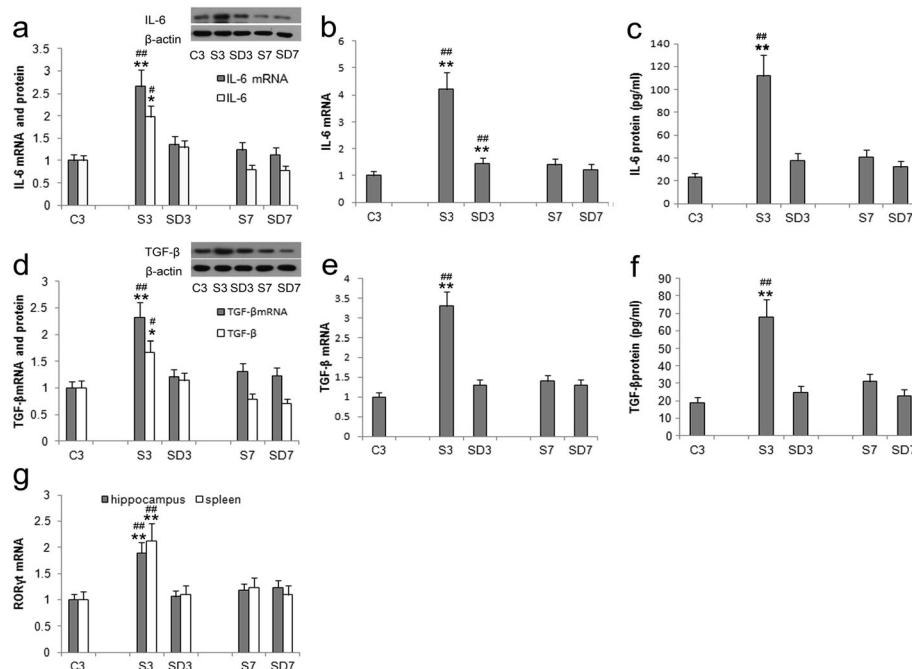 a
IL-6
β-actin
C3 S3 SD3 S7 SD7
IL-6 mRNA and protein
3.5
3
2.5
2
1.5
1
0.5
0
##
**
#
*
IL-6 mRNA
IL-6
C3 S3 SD3 S7 SD7
b
IL-6 mRNA
6
5
4
3
2
1
0
##
**
##
**
C3 S3 SD3 S7 SD7
c
IL-6 protein (pg/ml)
140
120
100
80
60
40
20
0
##
**
C3 S3 SD3 S7 SD7
d
TGF-β
β-actin
C3 S3 SD3 S7 SD7
TGF-βmRNA and protein
3
2.5
2
1.5
1
0.5
0
##
**
#
*
TGF-βmRNA
TGF-β
C3 S3 SD3 S7 SD7
e
TGF-β mRNA
4
3.5
3
2.5
2
1.5
1
0.5
0
##
**
C3 S3 SD3 S7 SD7
f
TGF-βprotein (pg/ml)
90
80
70
60
50
40
30
20
10
0
##
**
C3 S3 SD3 S7 SD7
g
hippocampus spleen
RORγt mRNA
3
2.5
2
1.5
1
0.5
0
##
**
##
**
C3 S3 SD3 S7 SD7